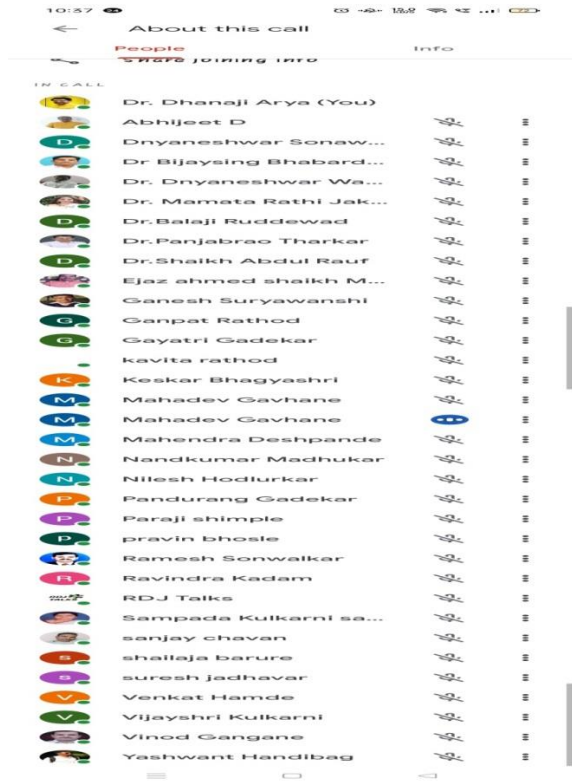 10:37
About this call
People Info
Share joining info
IN CALL
Dr. Dhanaji Arya (You)
Abhijeet D
D Dnyaneshwar Sonaw...
Dr Bijaysing Bhabard...
Dr. Dnyaneshwar Wa...
Dr. Mamata Rathi Jak...
D Dr.Balaji Ruddewad
Dr.Panjabrao Tharkar
D Dr.Shaikh Abdul Rauf
Ejaz ahmed shaikh M...
Ganesh Suryawanshi
G Ganpat Rathod
G Gayatri Gadekar
kavita rathod
K Keskar Bhagyashri
M Mahadev Gavhane
M Mahadev Gavhane
M Mahendra Deshpande
N Nandkumar Madhukar
N Nilesh Hodlurkar
P Pandurang Gadekar
P Paraji shimple
P pravin bhosle
Ramesh Sonwalkar
R Ravindra Kadam
RDJ Talks
Sampada Kulkarni sa...
sanjay chavan
s shailaja barure
s suresh jadhavar
V Venkat Hamde
V Vijayshri Kulkarni
Vinod Gangane
Yashwant Handibag